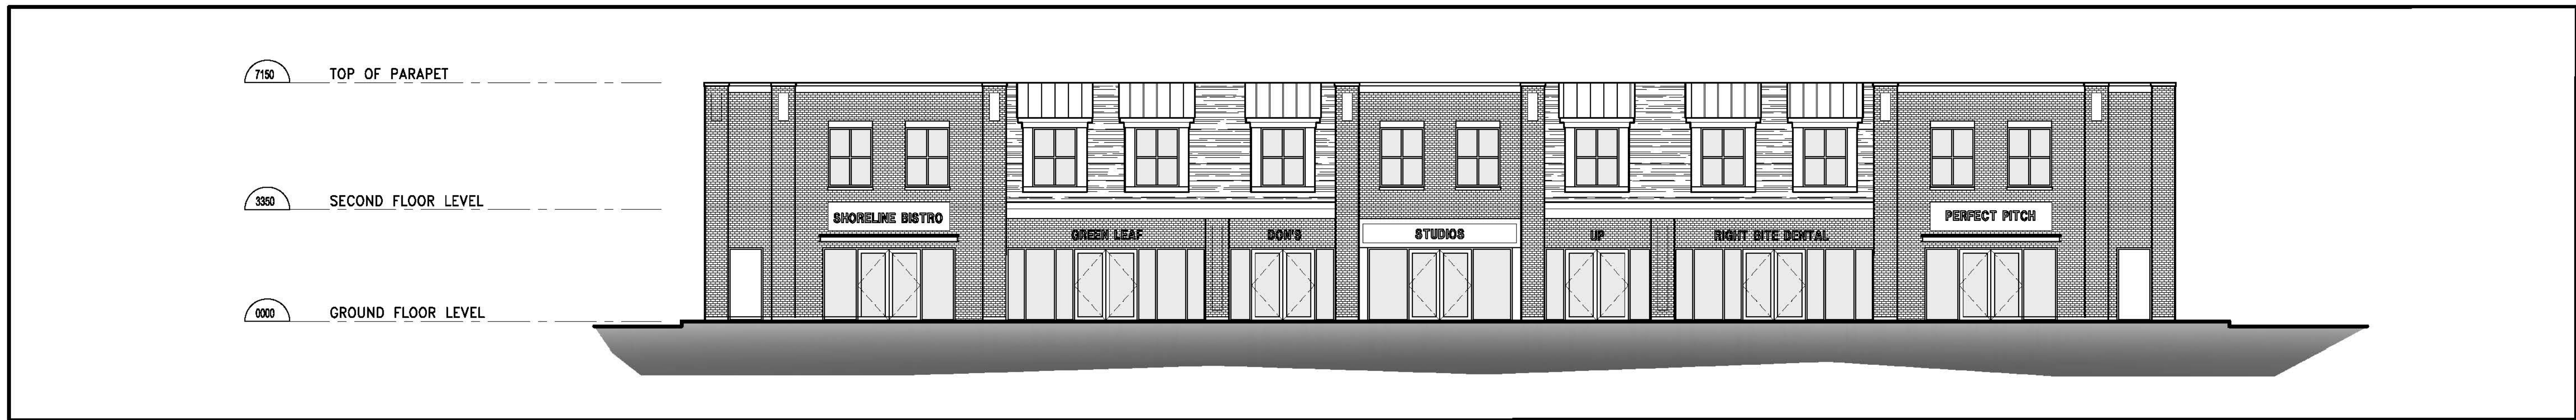 7150 TOP OF PARAPET
3350 SECOND FLOOR LEVEL
SHORELINE BISTRO
PERFECT PITCH
GREEN LEAF
DON'S
STUDIOS
UP
RIGHT BITE DENTAL
0000 GROUND FLOOR LEVEL